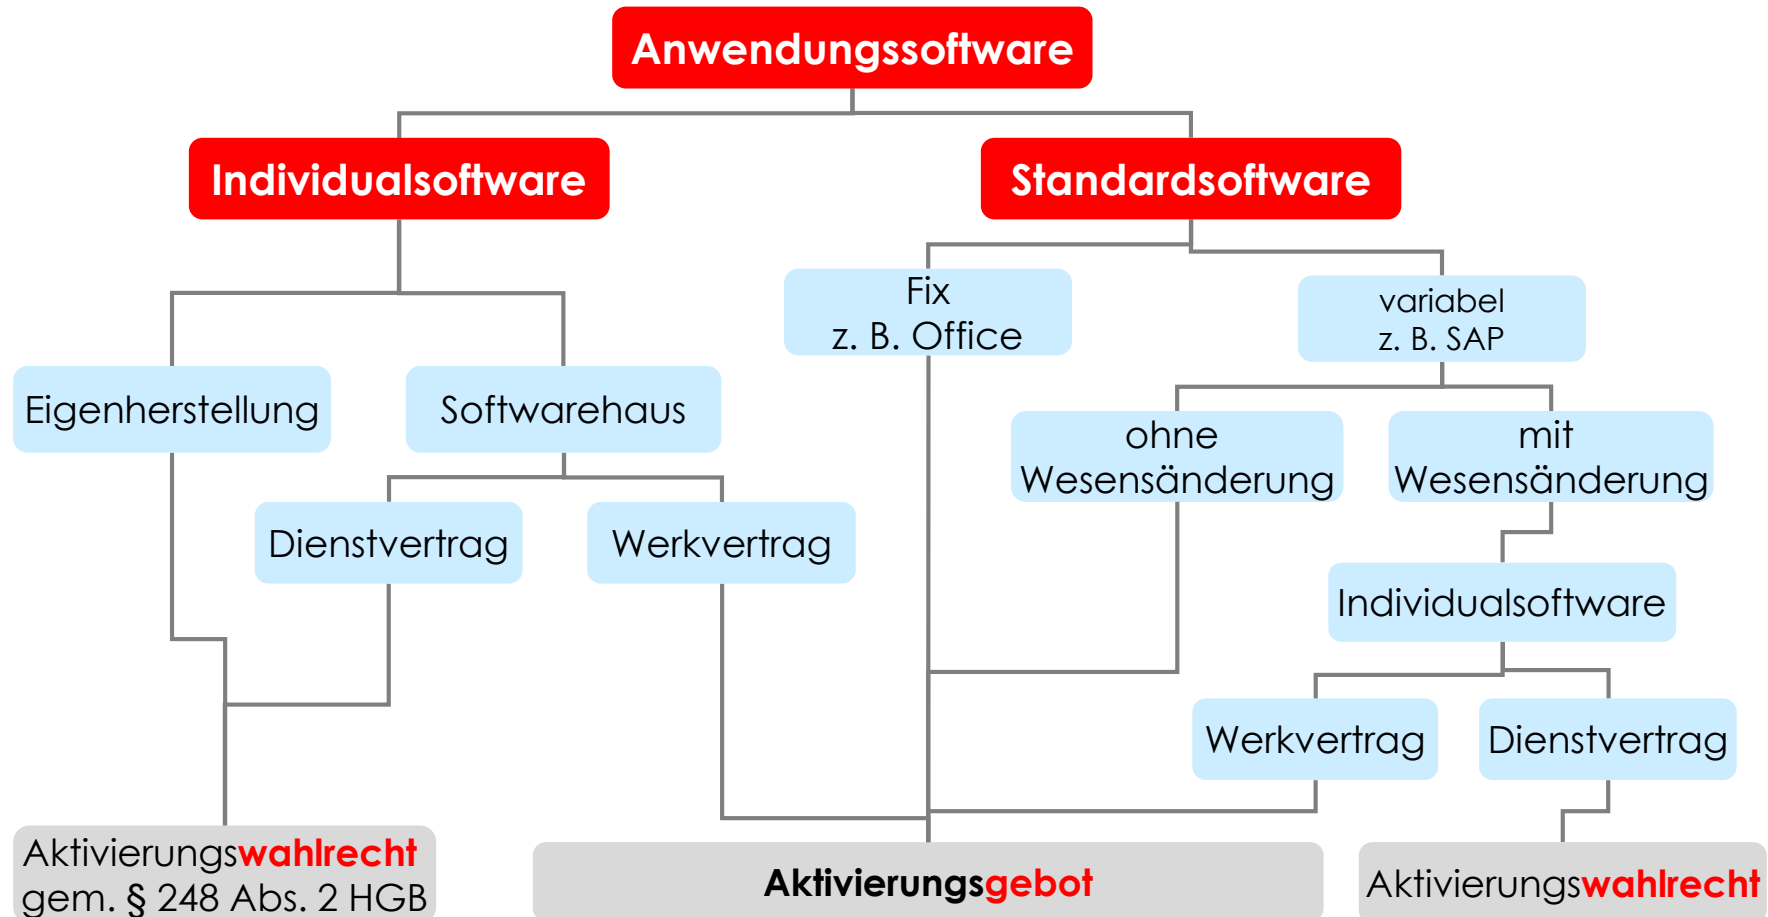 Anwendungssoftware
Individualsoftware
Standardsoftware
Fix
z. B. Office
variabel
z. B. SAP
Eigenherstellung
Softwarehaus
ohne
Wesensänderung
mit
Wesensänderung
Dienstvertrag
Werkvertrag
Individualsoftware
Werkvertrag
Dienstvertrag
Aktivierungswahlrecht
gem. § 248 Abs. 2 HGB
Aktivierungsgebot
Aktivierungswahlrecht